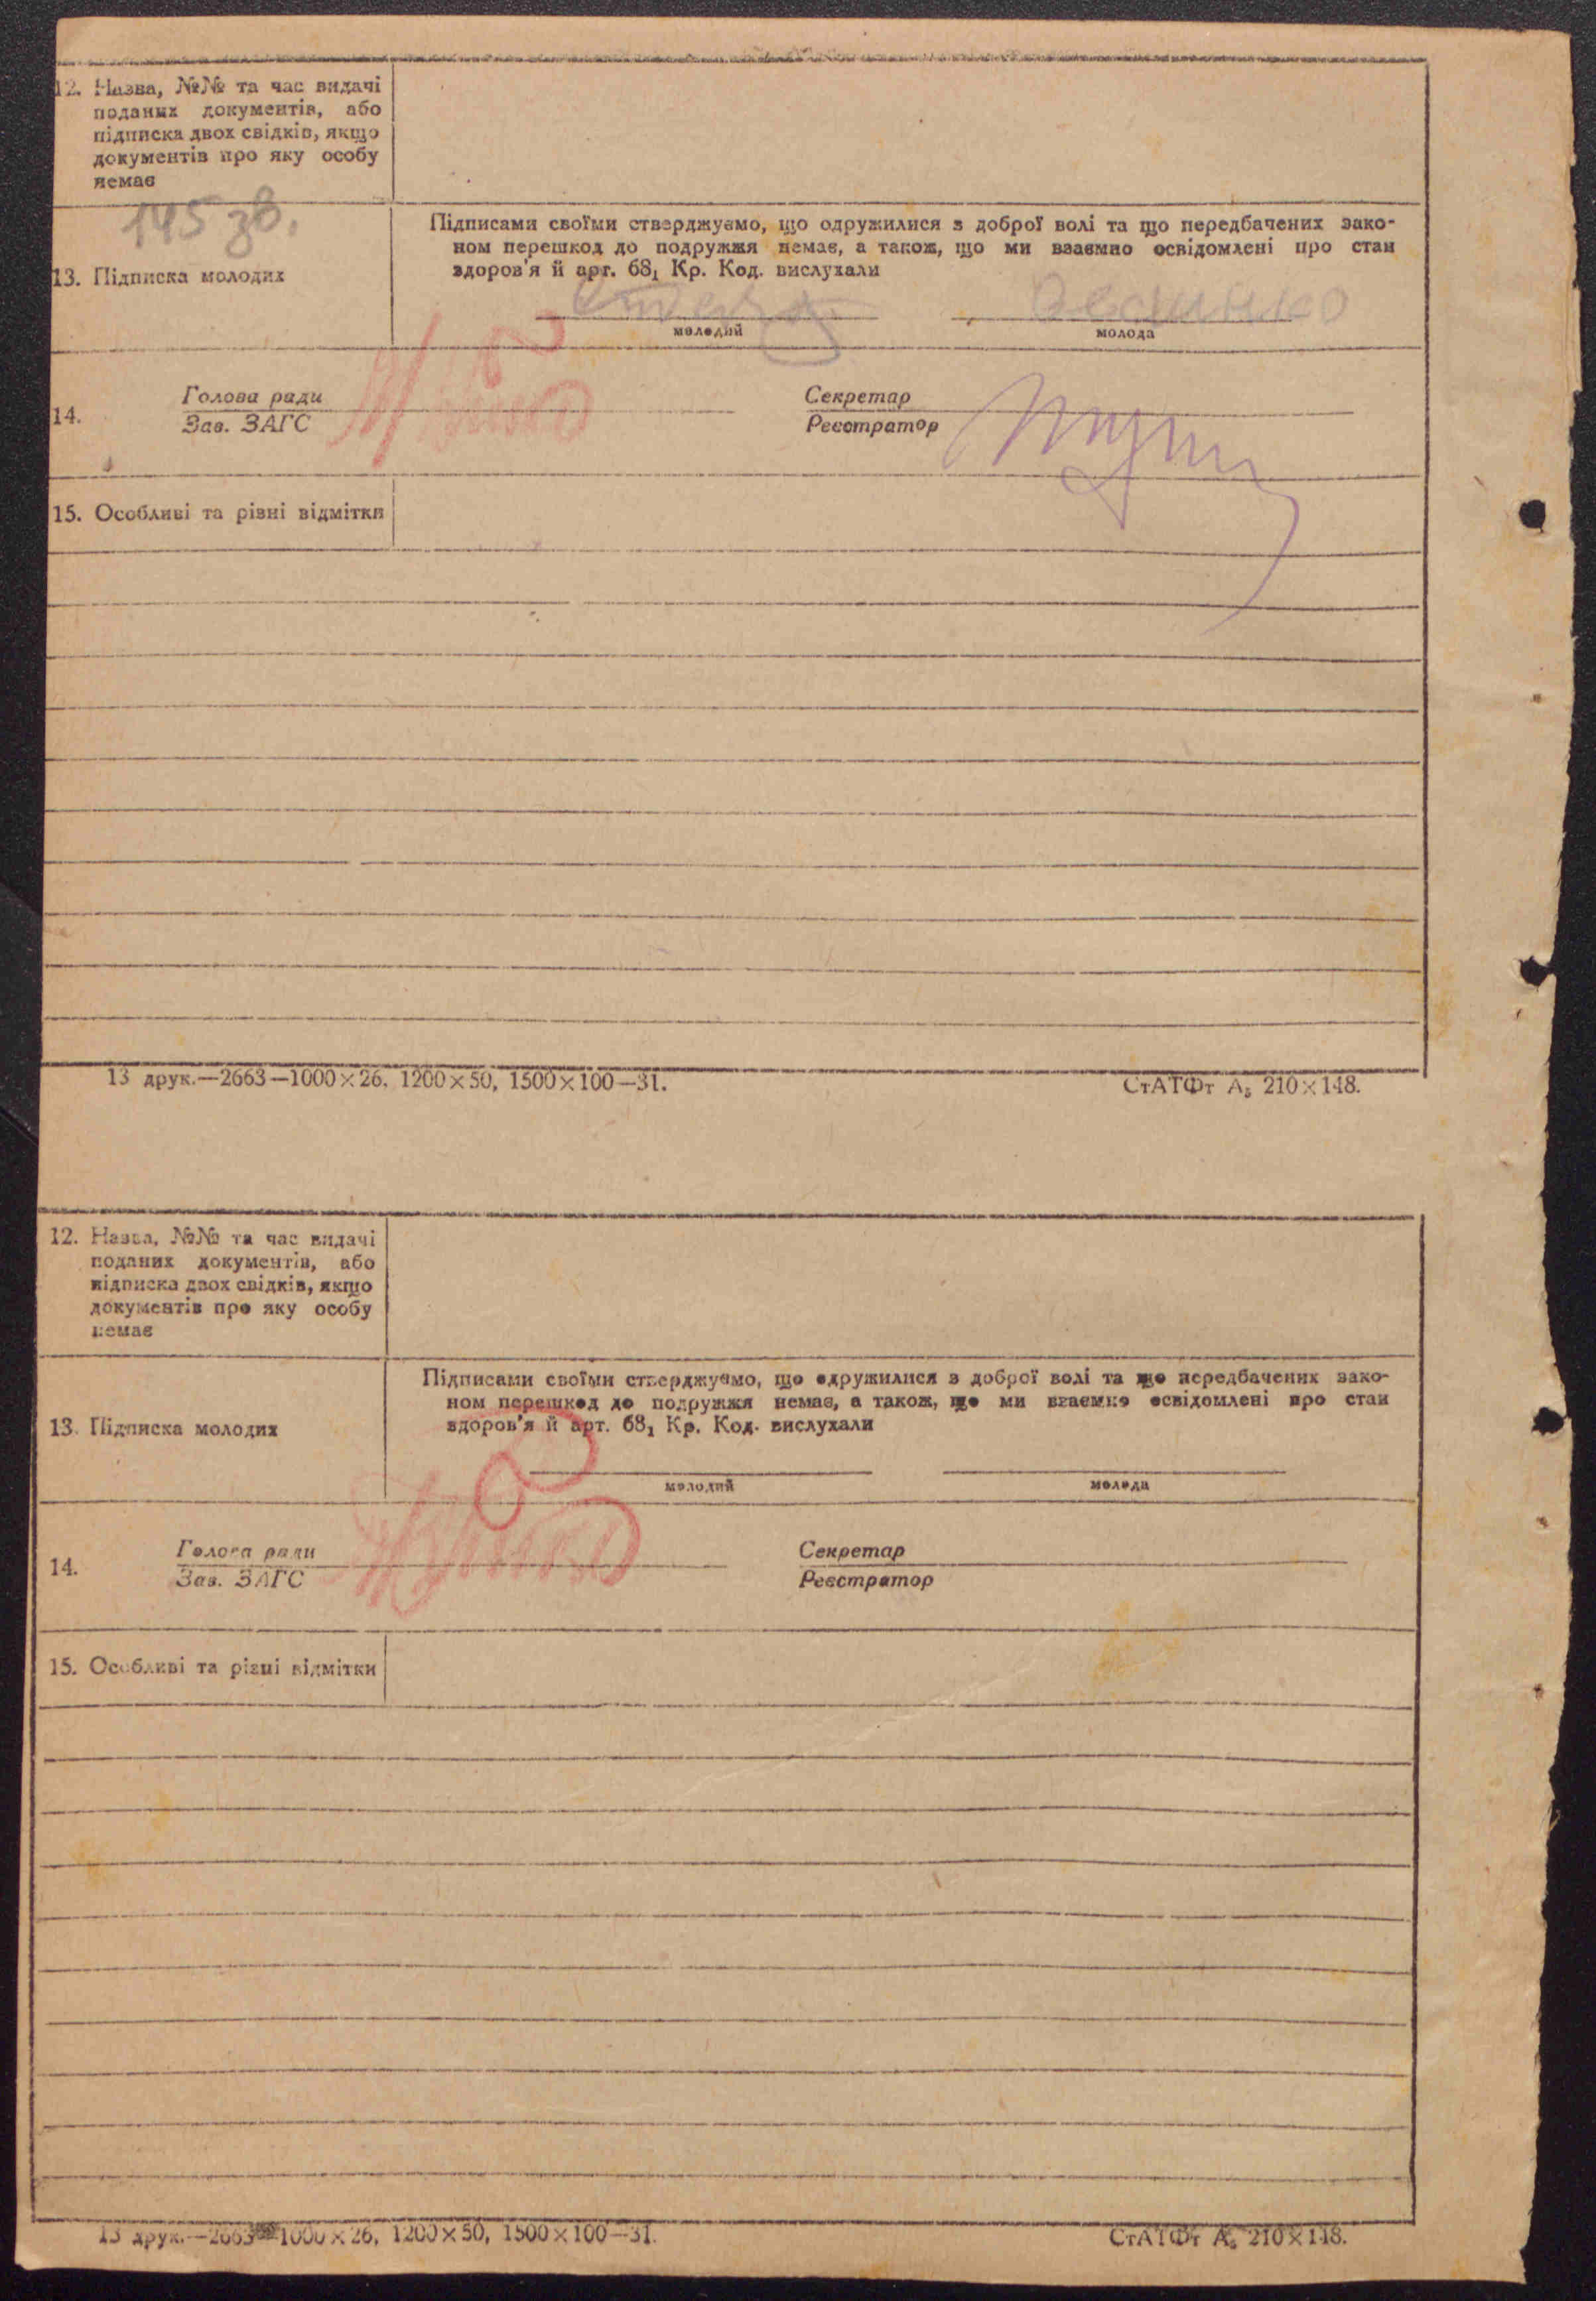 12. Назва, №№ та час видачі
поданих документів, або
підписка двох свідків, якщо
документів про яку особу
немає
145 зв.
Підписами своїми стверджуємо, що одружилися з доброї волі та що передбачених зако-
ном перешкод до подружжя немає, а також, що ми взаємно освідомлені про стан
здоров'я й арт. 68₁ Кр. Код. вислухали
13. Підписка молодих
молодий молода
14. Голова ради Секретар
Зав. ЗАГС Реєстратор
15. Особливі та різні відмітки
13 друк.—2663—1000×26, 1200×50, 1500×100—31. СтАТФт А₅ 210×148.
12. Назва, №№ та час видачі
поданих документів, або
підписка двох свідків, якщо
документів про яку особу
немає
Підписами своїми стверджуємо, що одружилися з доброї волі та що передбачених зако-
ном перешкод до подружжя немає, а також, що ми взаємно освідомлені про стан
здоров'я й арт. 68₁ Кр. Код. вислухали
13. Підписка молодих
молодий молода
14. Голова ради Секретар
Зав. ЗАГС Реєстратор
15. Особливі та різні відмітки
13 друк.—2663—1000×26, 1200×50, 1500×100—31. СтАТФт А₅ 210×148.